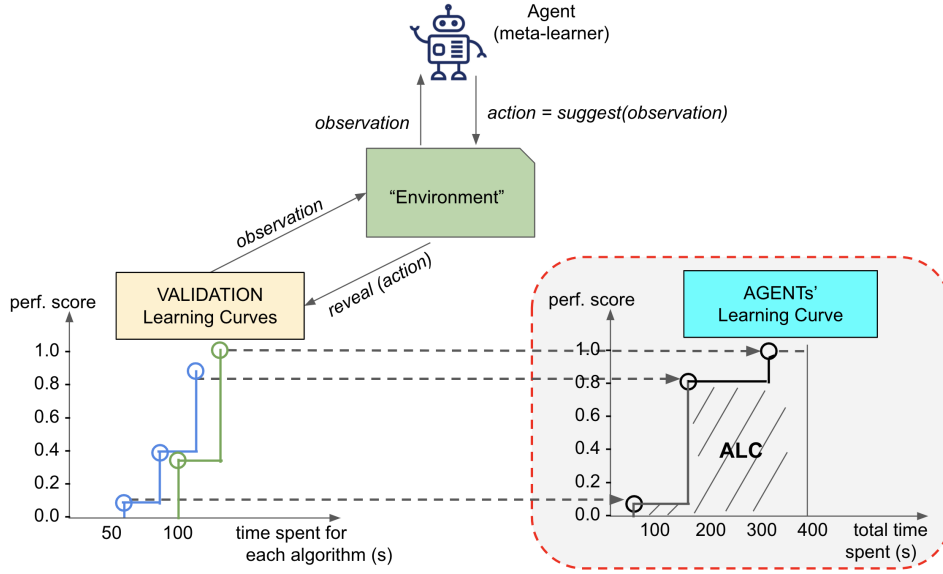 Agent
(meta-learner)
observation
action = suggest(observation)
“Environment”
observation
reveal (action)
VALIDATION
Learning Curves
perf. score
1.0
0.8
0.6
0.4
0.2
0.0
50
100
time spent for
each algorithm (s)
AGENTs’
Learning Curve
perf. score
1.0
0.8
0.6
0.4
0.2
0.0
ALC
100
200
300
400
total time
spent (s)